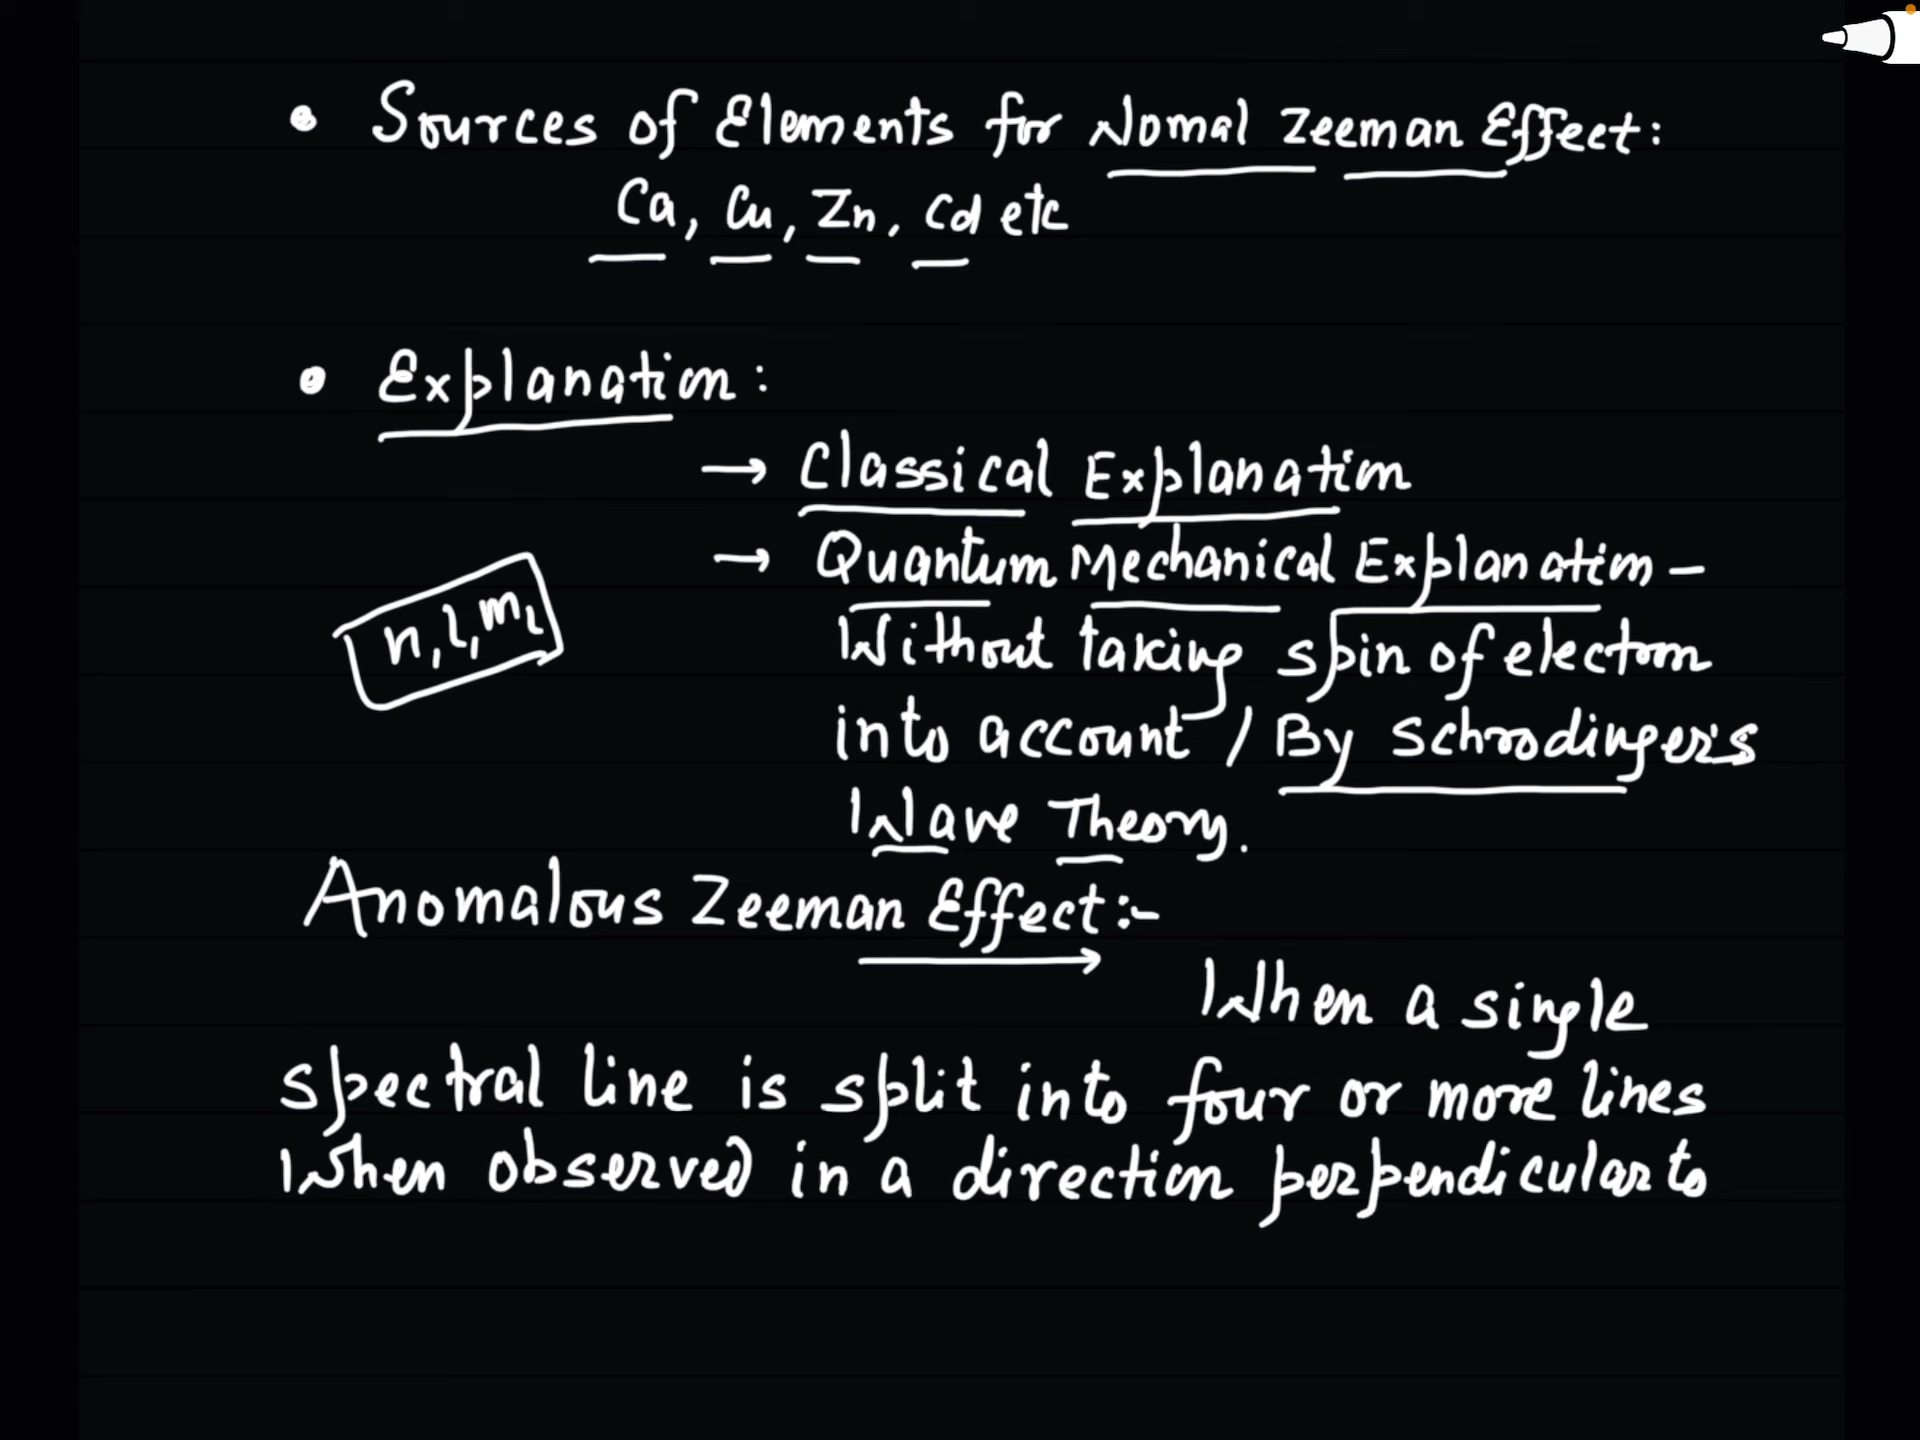 • Sources of Elements for Nomal Zeeman Effect:
Ca, Cu, Zn, Cd etc
• Explanation:
→ Classical Explanation
→ Quantum Mechanical Explanation -
Without taking spin of electron
n, l, ml
into account / By Schrodinger's
Wave Theory.
Anomalous Zeeman Effect:-
When a single
spectral line is split into four or more lines
When observed in a direction perpendicular to